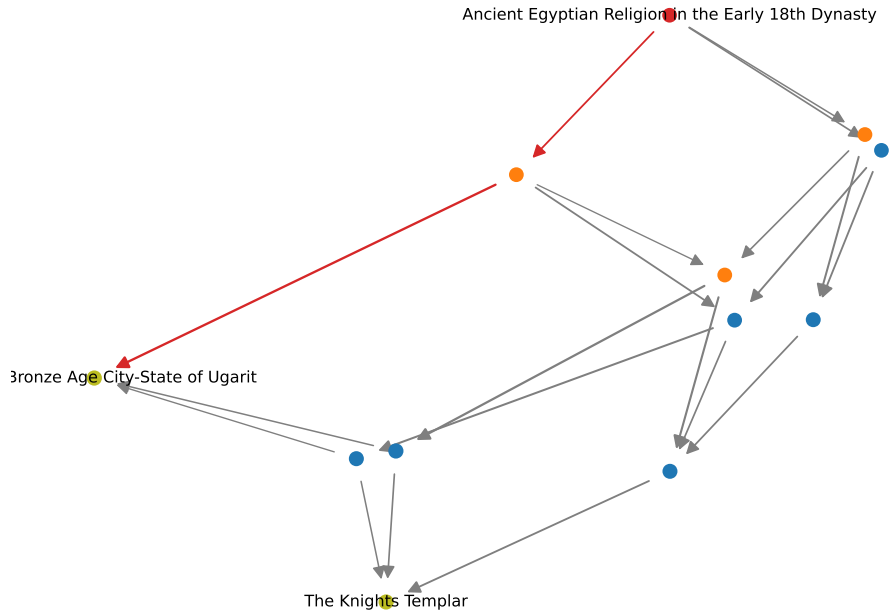 Ancient Egyptian Religion in the Early 18th Dynasty
Bronze Age City-State of Ugarit
The Knights Templar